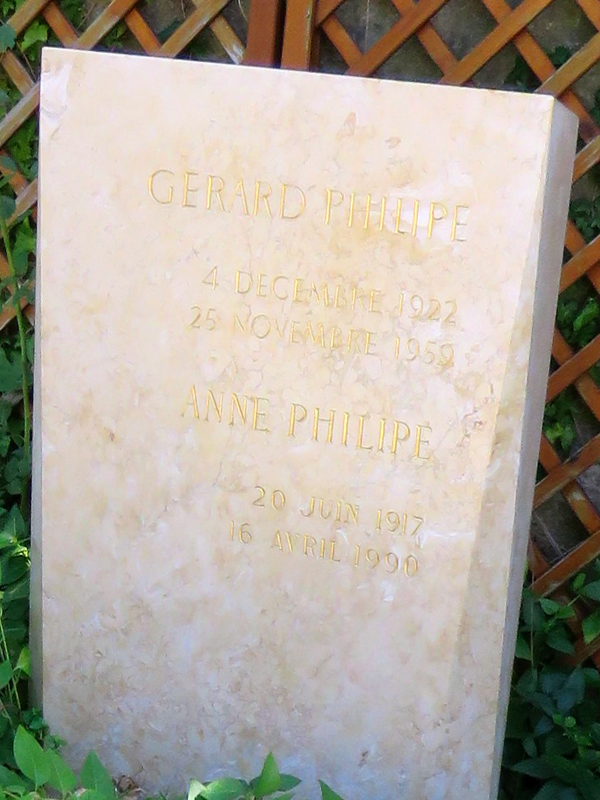 GERARD PHILIPE
4 DECEMBRE 1922
25 NOVEMBRE 1959
ANNE PHILIPE
20 JUIN 1917
16 AVRIL 1990